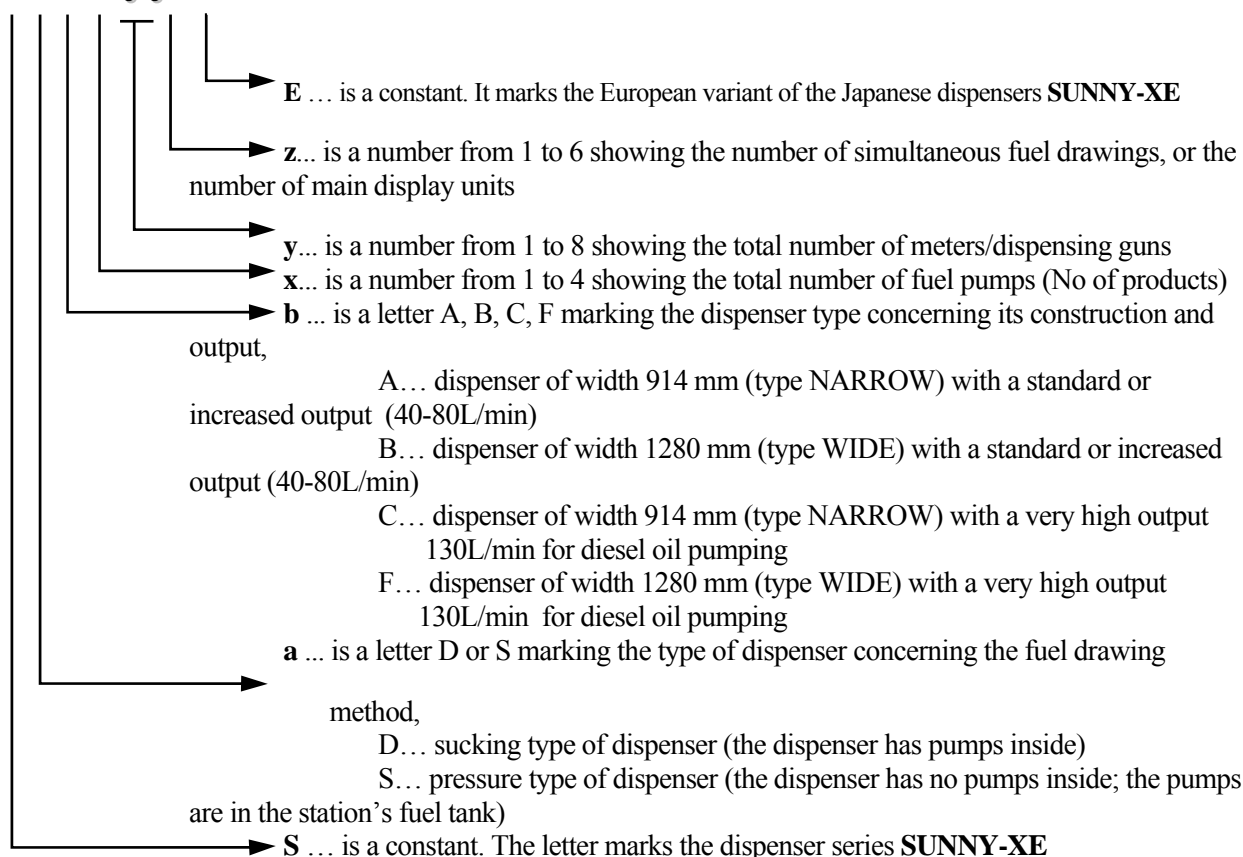 E … is a constant. It marks the European variant of the Japanese dispensers SUNNY-XE
z... is a number from 1 to 6 showing the number of simultaneous fuel drawings, or the
number of main display units
y... is a number from 1 to 8 showing the total number of meters/dispensing guns
x... is a number from 1 to 4 showing the total number of fuel pumps (No of products)
b ... is a letter A, B, C, F marking the dispenser type concerning its construction and
output,
A… dispenser of width 914 mm (type NARROW) with a standard or
increased output (40-80L/min)
B… dispenser of width 1280 mm (type WIDE) with a standard or increased
output (40-80L/min)
C… dispenser of width 914 mm (type NARROW) with a very high output
130L/min for diesel oil pumping
F… dispenser of width 1280 mm (type WIDE) with a very high output
130L/min for diesel oil pumping
a ... is a letter D or S marking the type of dispenser concerning the fuel drawing
method,
D… sucking type of dispenser (the dispenser has pumps inside)
S… pressure type of dispenser (the dispenser has no pumps inside; the pumps
are in the station’s fuel tank)
S … is a constant. The letter marks the dispenser series SUNNY-XE